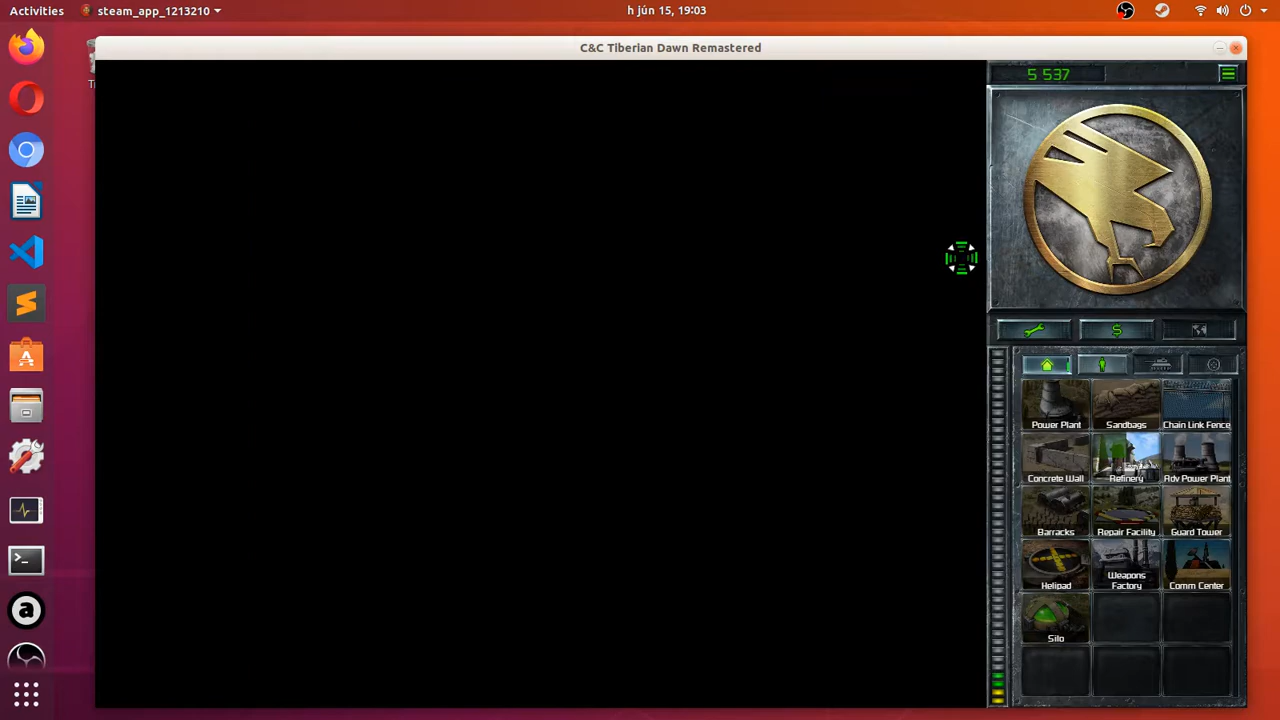 Activities
steam_app_1213210
h jún 15, 19:03
C&C Tiberian Dawn Remastered
5 537
$
Power Plant
Sandbags
Chain Link Fence
Concrete Wall
Refinery
Adv Power Plant
Barracks
Repair Facility
Guard Tower
Helipad
Weapons
Factory
Comm Center
Silo